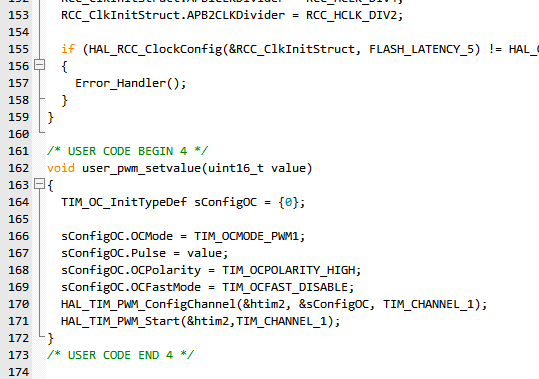 153 RCC_ClkInitStruct.APB2CLKDivider = RCC_HCLK_DIV2;
154
155 if (HAL_RCC_ClockConfig(&RCC_ClkInitStruct, FLASH_LATENCY_5) != HAL_
156 {
157 Error_Handler();
158 }
159 }
160
161 /* USER CODE BEGIN 4 */
162 void user_pwm_setvalue(uint16_t value)
163 {
164 TIM_OC_InitTypeDef sConfigOC = {0};
165
166 sConfigOC.OCMode = TIM_OCMODE_PWM1;
167 sConfigOC.Pulse = value;
168 sConfigOC.OCPolarity = TIM_OCPOLARITY_HIGH;
169 sConfigOC.OCFastMode = TIM_OCFAST_DISABLE;
170 HAL_TIM_PWM_ConfigChannel(&htim2, &sConfigOC, TIM_CHANNEL_1);
171 HAL_TIM_PWM_Start(&htim2,TIM_CHANNEL_1);
172 }
173 /* USER CODE END 4 */
174